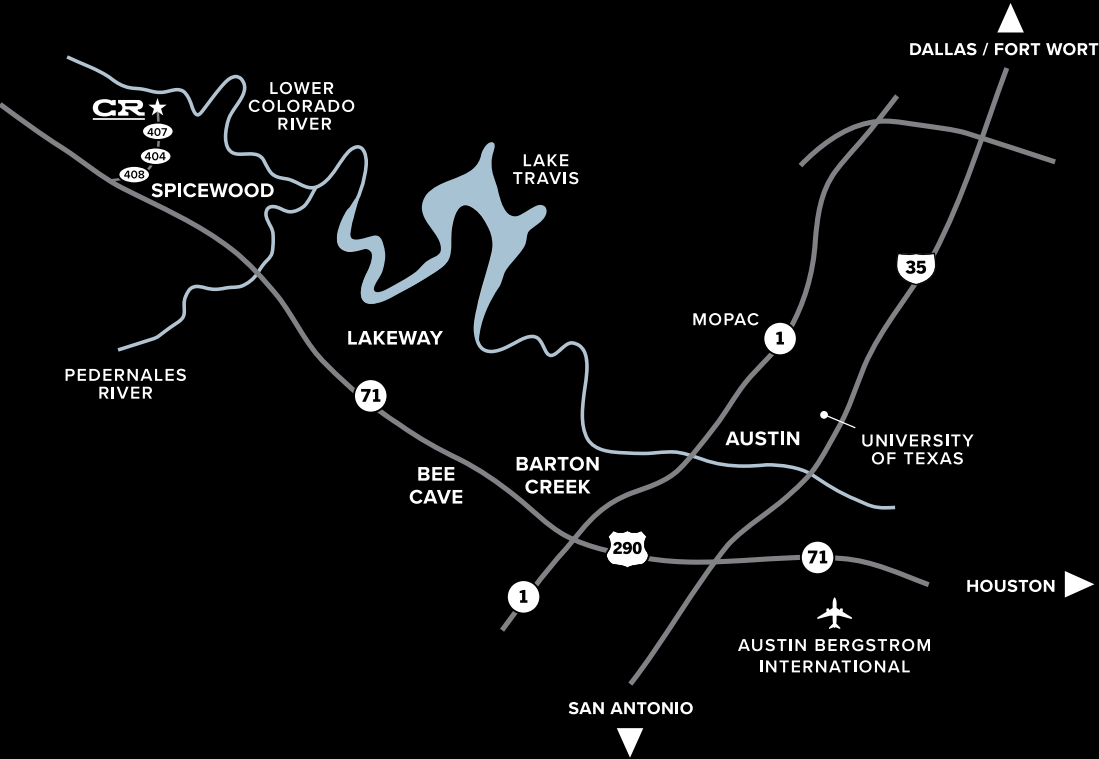 DALLAS / FORT WORT
LOWER
COLORADO
RIVER
CR
407
404
408
SPICEWOOD
LAKE
TRAVIS
35
MOPAC
1
LAKEWAY
PEDERNALES
RIVER
71
AUSTIN
UNIVERSITY
OF TEXAS
BARTON
CREEK
BEE
CAVE
290
71
HOUSTON
1
AUSTIN BERGSTROM
INTERNATIONAL
SAN ANTONIO